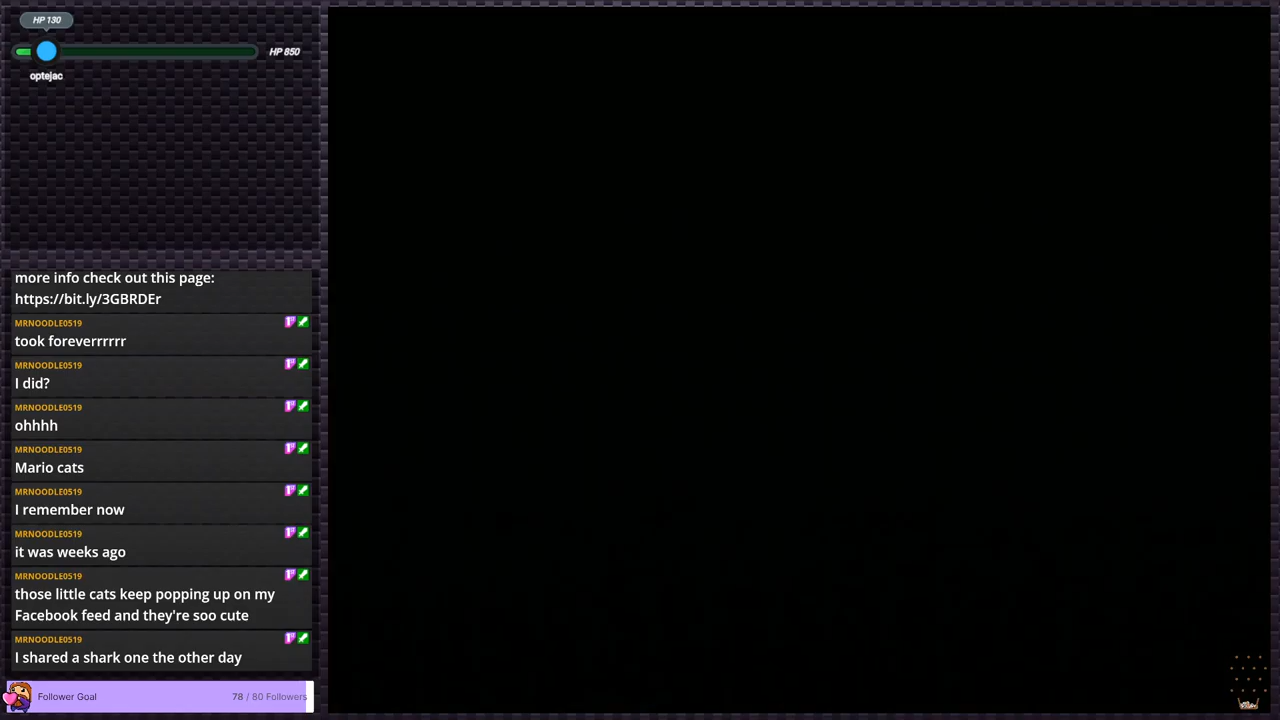 HP 130
HP 850
optejac
more info check out this page:
https://bit.ly/3GBRDEr
MRNOODLE0519
took foreverrrrrr
MRNOODLE0519
I did?
MRNOODLE0519
ohhhh
MRNOODLE0519
Mario cats
MRNOODLE0519
I remember now
MRNOODLE0519
it was weeks ago
MRNOODLE0519
those little cats keep popping up on my
Facebook feed and they're soo cute
MRNOODLE0519
I shared a shark one the other day
Follower Goal 78 / 80 Followers